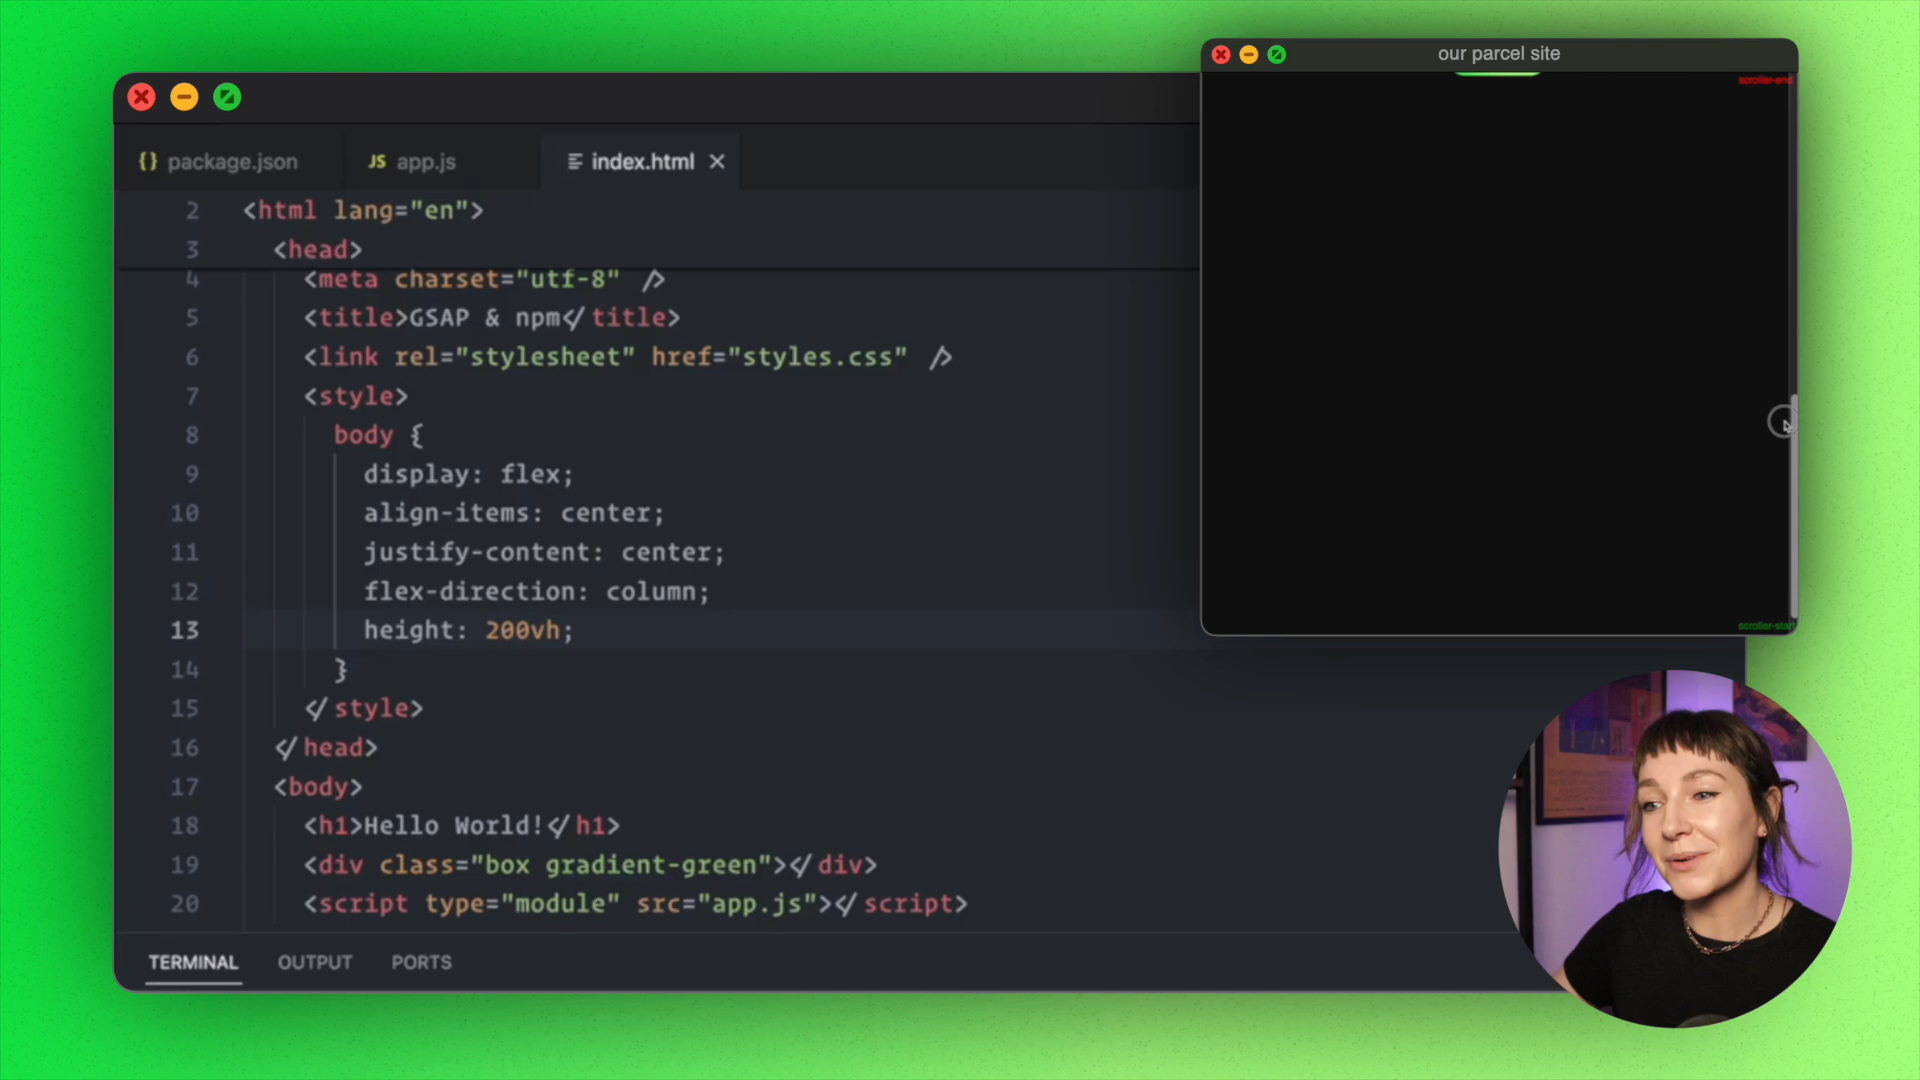 our parcel site
scroller-end
scroller-start
{} package.json
JS app.js
index.html
2 <html lang="en">
3 <head>
4 <meta charset="utf-8" />
5 <title>GSAP & npm</title>
6 <link rel="stylesheet" href="styles.css" />
7 <style>
8 body {
9 display: flex;
10 align-items: center;
11 justify-content: center;
12 flex-direction: column;
13 height: 200vh;
14 }
15 </style>
16 </head>
17 <body>
18 <h1>Hello World!</h1>
19 <div class="box gradient-green"></div>
20 <script type="module" src="app.js"></script>
TERMINAL OUTPUT PORTS